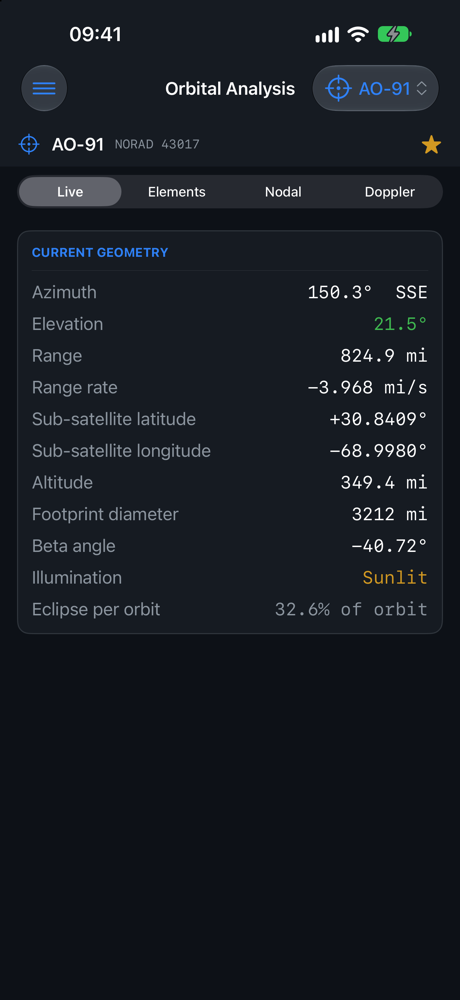 09:41
Orbital Analysis
AO-91
AO-91 NORAD 43017
Live Elements Nodal Doppler
CURRENT GEOMETRY
Azimuth 150.3° SSE
Elevation 21.5°
Range 824.9 mi
Range rate −3.968 mi/s
Sub-satellite latitude +30.8409°
Sub-satellite longitude −68.9980°
Altitude 349.4 mi
Footprint diameter 3212 mi
Beta angle −40.72°
Illumination Sunlit
Eclipse per orbit 32.6% of orbit